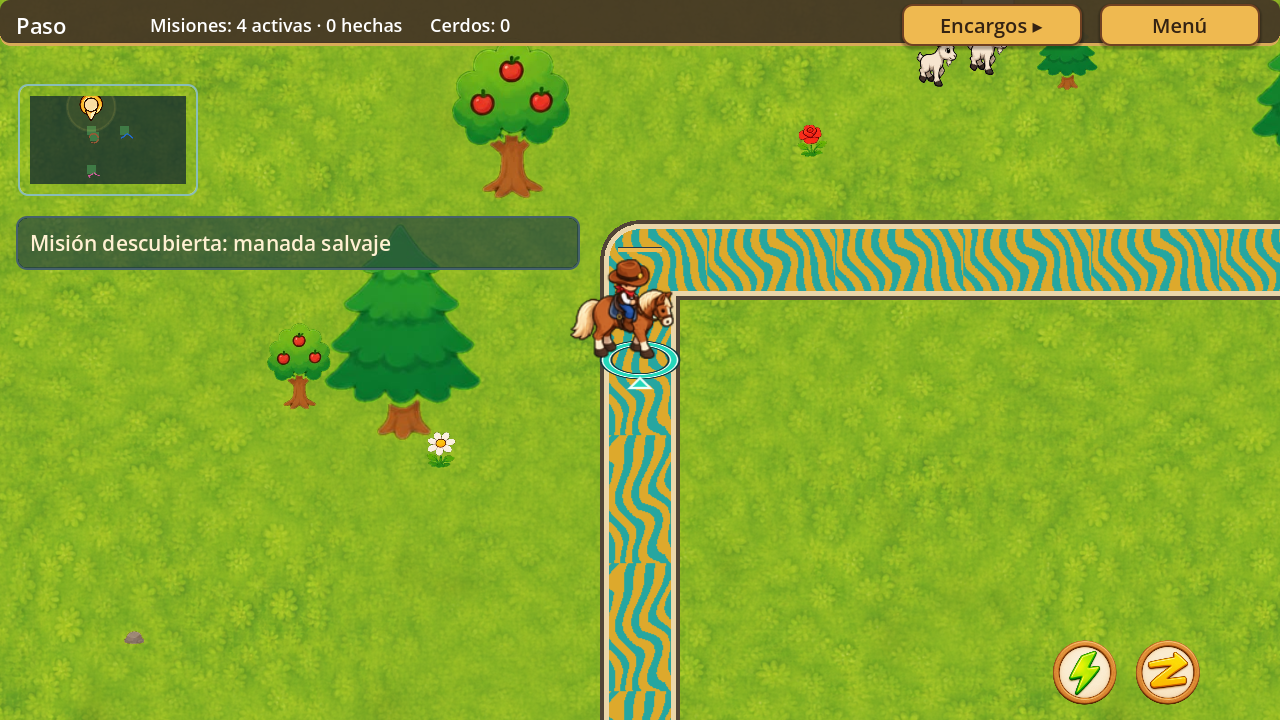 Paso
Misiones: 4 activas · 0 hechas
Cerdos: 0
Encargos ▸
Menú
Misión descubierta: manada salvaje